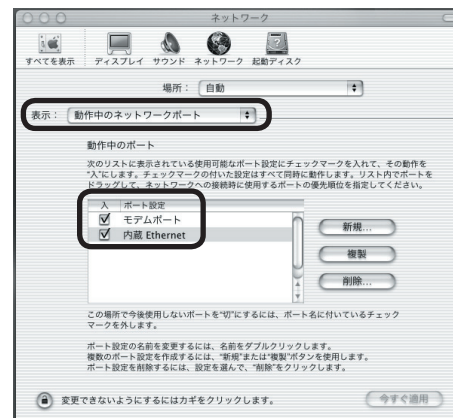 ネットワーク
すべてを表示 ディスプレイ サウンド ネットワーク 起動ディスク
場所： 自動
表示： 動作中のネットワークポート
動作中のポート
次のリストに表示されている使用可能なポート設定にチェックマークを入れて、その動作を
“入”にします。チェックマークの付いた設定はすべて同時に動作します。リスト内でポートを
ドラッグして、ネットワークへの接続時に使用するポートの優先順位を指定してください。
入 ポート設定
モデムポート
内蔵 Ethernet
新規...
複製
削除...
この場所で今後使用しないポートを“切”にするには、ポート名に付いているチェック
マークを外します。
ポート設定の名前を変更するには、名前をダブルクリックします。
複数のポート設定を作成するには、“新規”または“複製”ボタンを使用します。
ポート設定を削除するには、設定を選んで、“削除”をクリックします。
変更できないようにするにはカギをクリックします。
今すぐ適用